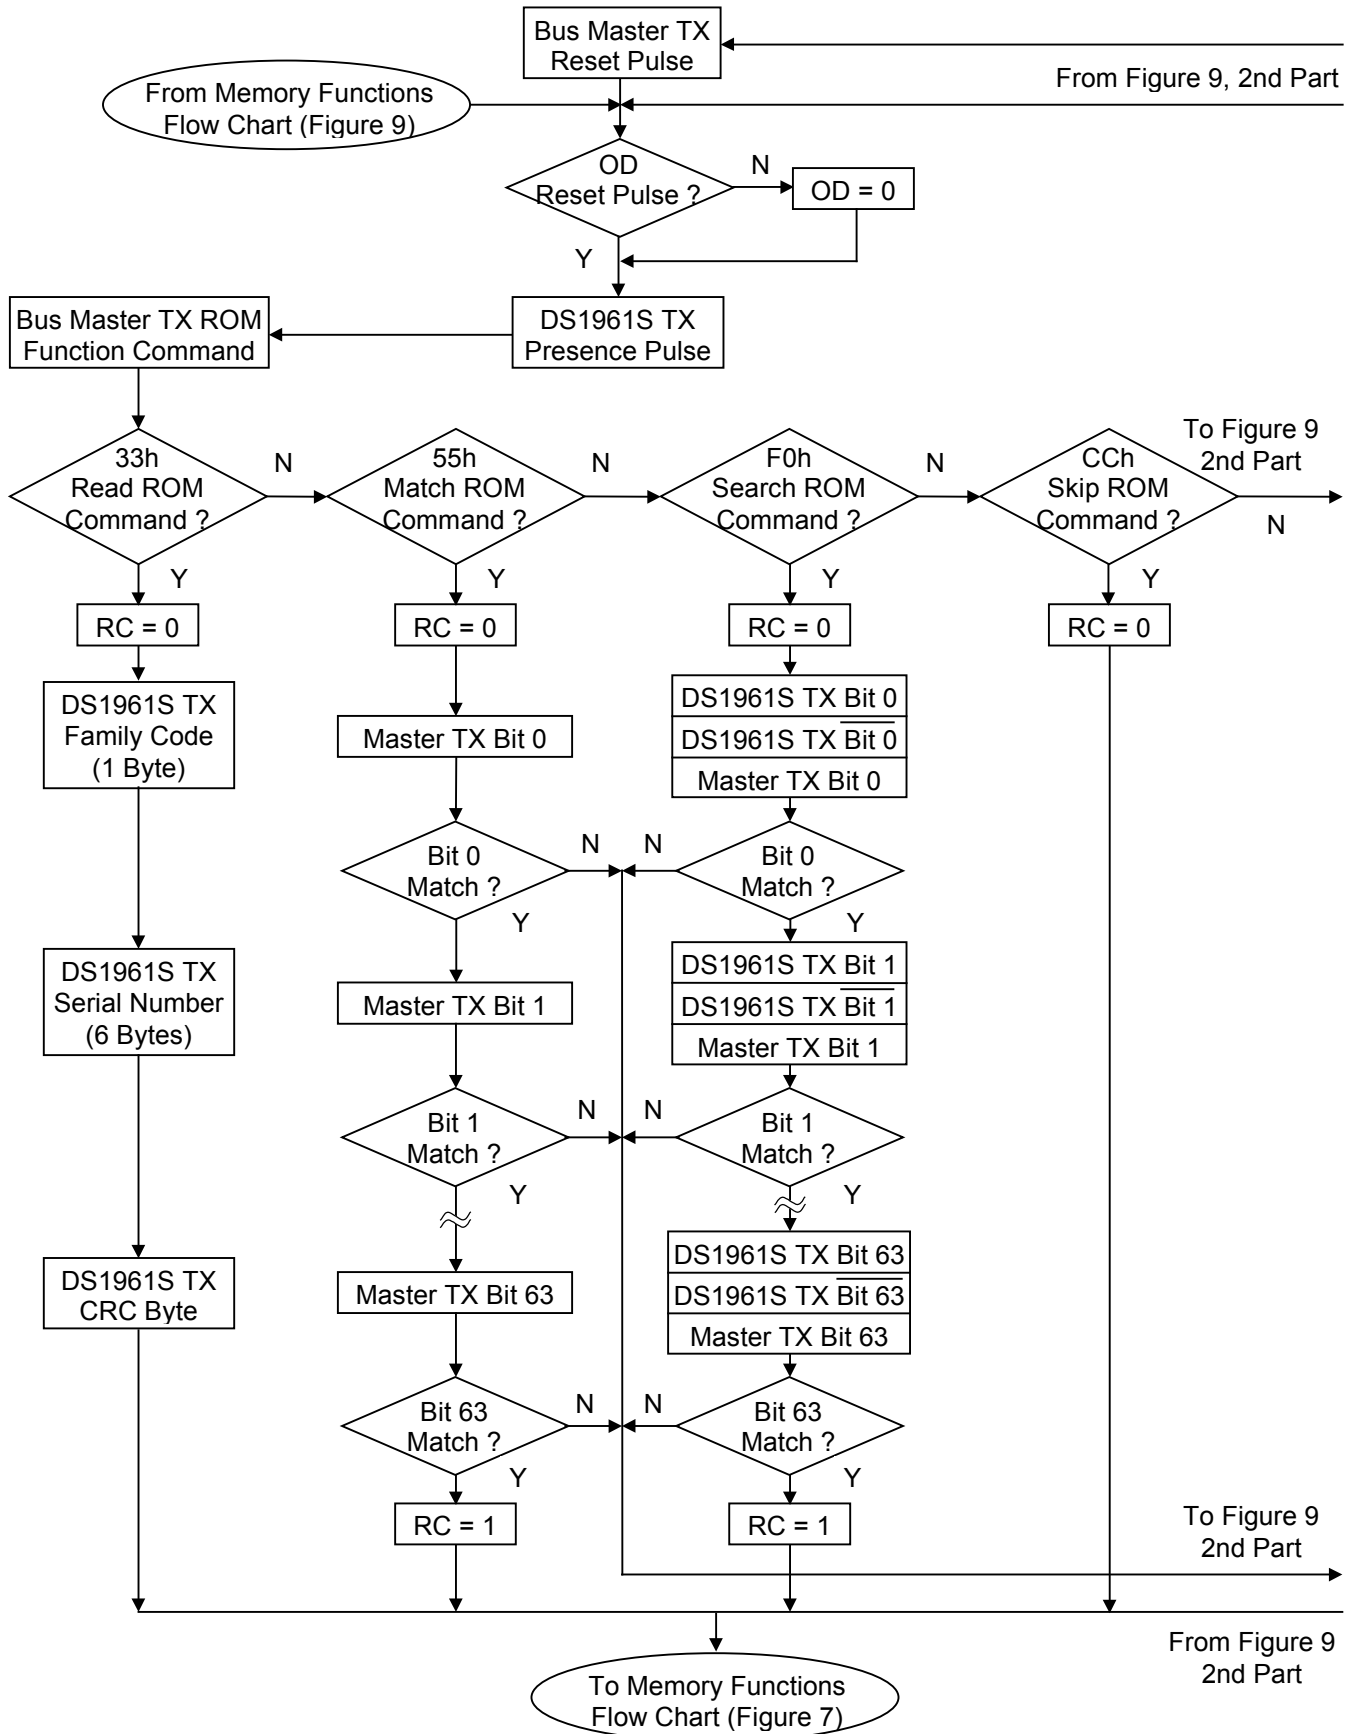 Bus Master TX
Reset Pulse
From Figure 9, 2nd Part
From Memory Functions
Flow Chart (Figure 9)
OD
Reset Pulse ?
N
OD = 0
Y
Bus Master TX ROM
Function Command
DS1961S TX
Presence Pulse
33h
Read ROM
Command ?
N
55h
Match ROM
Command ?
N
F0h
Search ROM
Command ?
N
CCh
Skip ROM
Command ?
To Figure 9
2nd Part
N
Y
Y
Y
Y
RC = 0
RC = 0
RC = 0
RC = 0
DS1961S TX
Family Code
(1 Byte)
Master TX Bit 0
DS1961S TX Bit 0
DS1961S TX B̅i̅t̅ ̅0̅
Master TX Bit 0
Bit 0
Match ?
N
N
Bit 0
Match ?
Y
Y
DS1961S TX
Serial Number
(6 Bytes)
Master TX Bit 1
DS1961S TX Bit 1
DS1961S TX B̅i̅t̅ ̅1̅
Master TX Bit 1
Bit 1
Match ?
N
N
Bit 1
Match ?
Y
Y
DS1961S TX
CRC Byte
Master TX Bit 63
DS1961S TX Bit 63
DS1961S TX B̅i̅t̅ ̅6̅3̅
Master TX Bit 63
Bit 63
Match ?
N
N
Bit 63
Match ?
Y
Y
RC = 1
RC = 1
To Figure 9
2nd Part
From Figure 9
2nd Part
To Memory Functions
Flow Chart (Figure 7)